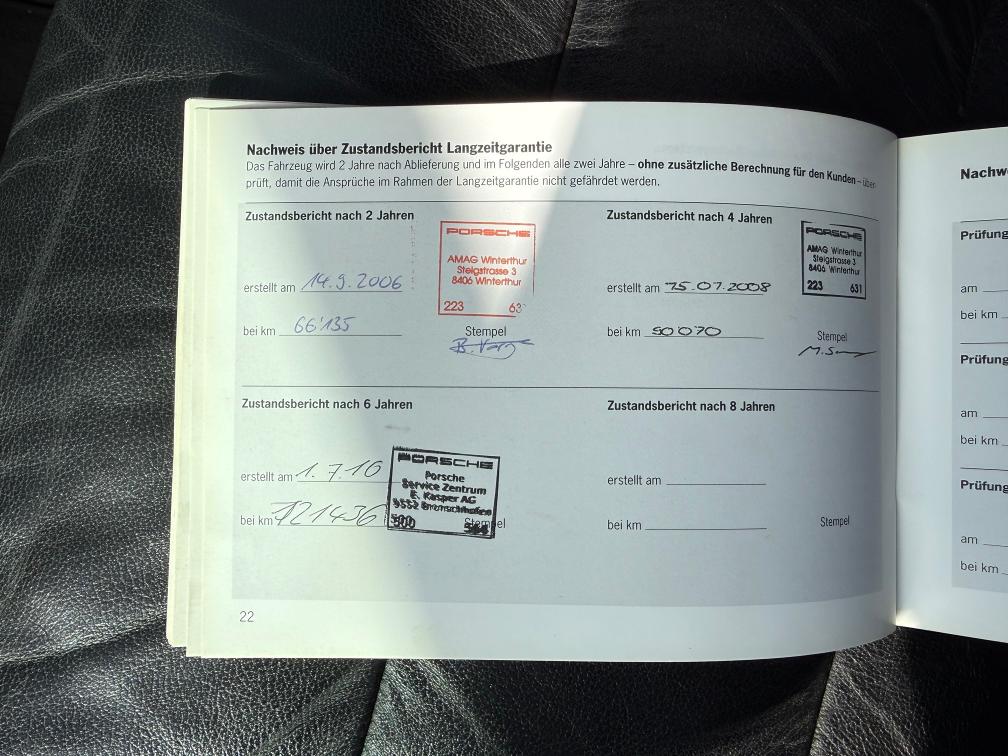 Nachweis über Zustandsbericht Langzeitgarantie
Das Fahrzeug wird 2 Jahre nach Ablieferung und im Folgenden alle zwei Jahre – ohne zusätzliche Berechnung für den Kunden – über-
prüft, damit die Ansprüche im Rahmen der Langzeitgarantie nicht gefährdet werden.
Zustandsbericht nach 2 Jahren
erstellt am 14.9.2006
bei km 66'135
PORSCHE
AMAG Winterthur
Steigstrasse 3
8406 Winterthur
223 63
Stempel
Zustandsbericht nach 4 Jahren
erstellt am 15.07.2008
bei km 50070
PORSCHE
AMAG Winterthur
Steigstrasse 3
8406 Winterthur
223 631
Stempel
Zustandsbericht nach 6 Jahren
erstellt am 1.7.10
bei km 121436
PORSCHE
Porsche
Service Zentrum
E. Kasper AG
Stempel
Zustandsbericht nach 8 Jahren
erstellt am
bei km
Stempel
22
Nachw
Prüfung
am
bei km
Prüfung
am
bei km
Prüfung
am
bei km